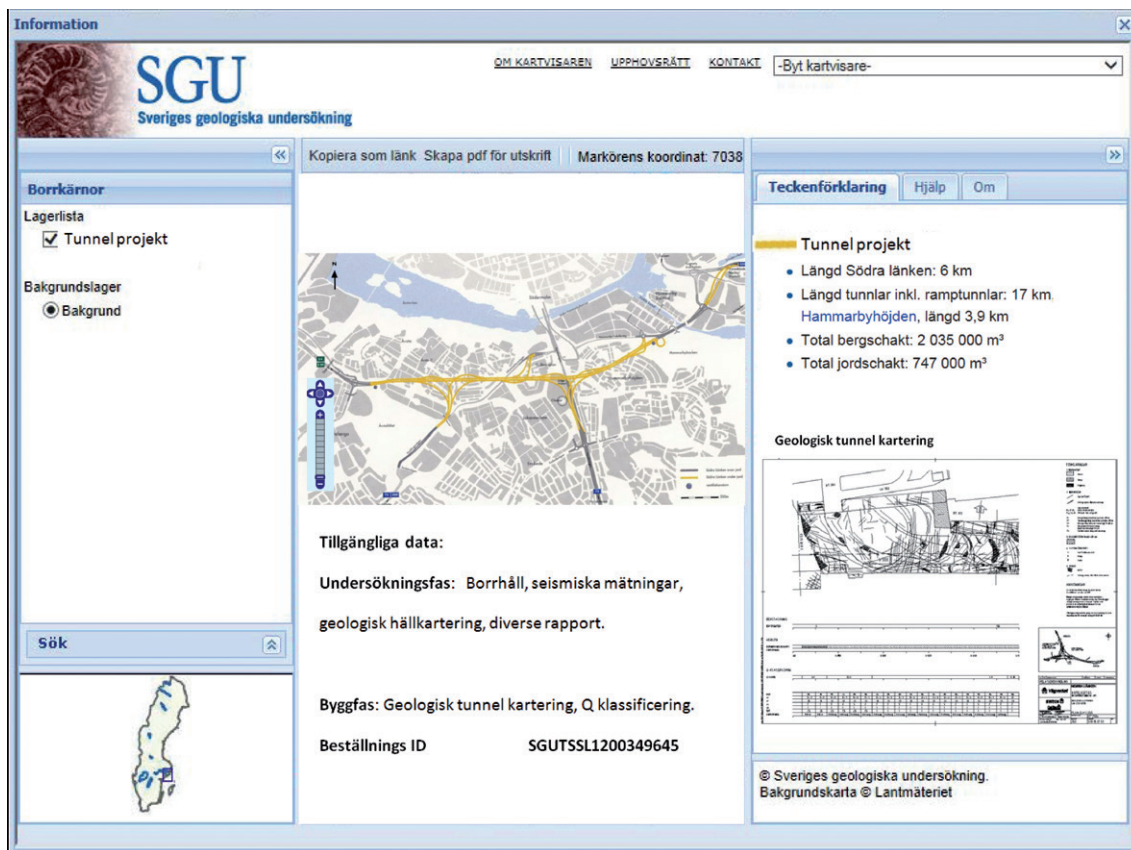 Information
SGU
Sveriges geologiska undersökning
OM KARTVISAREN UPPHOVSRÄTT KONTAKT -Byt kartvisare-
Kopiera som länk Skapa pdf för utskrift Markörens koordinat: 7038
Borrkärnor
Lagerlista
Tunnel projekt
Bakgrundslager
Bakgrund
Sök
Tillgängliga data:
Undersökningsfas: Borrhåll, seismiska mätningar,
geologisk hällkartering, diverse rapport.
Byggfas: Geologisk tunnel kartering, Q klassificering.
Beställnings ID SGUTSSL1200349645
Teckenförklaring Hjälp Om
Tunnel projekt
Längd Södra länken: 6 km
Längd tunnlar inkl. ramptunnlar: 17 km.
Hammarbyhöjden, längd 3,9 km
Total bergschakt: 2 035 000 m³
Total jordschakt: 747 000 m³
Geologisk tunnel kartering
© Sveriges geologiska undersökning.
Bakgrundskarta © Lantmäteriet